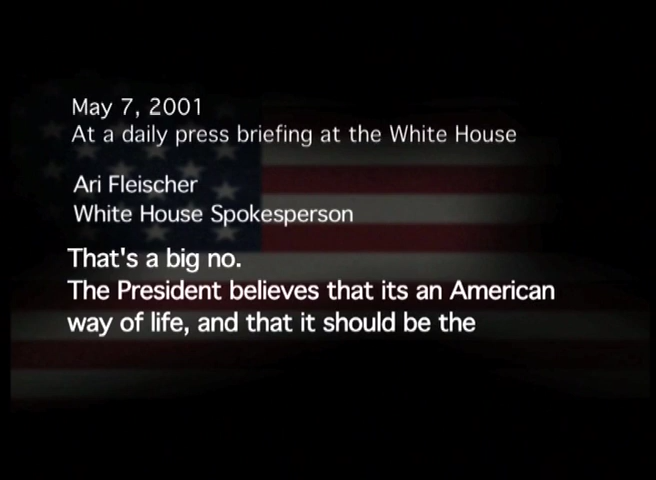 May 7, 2001
At a daily press briefing at the White House
Ari Fleischer
White House Spokesperson
That's a big no.
The President believes that its an American
way of life, and that it should be the